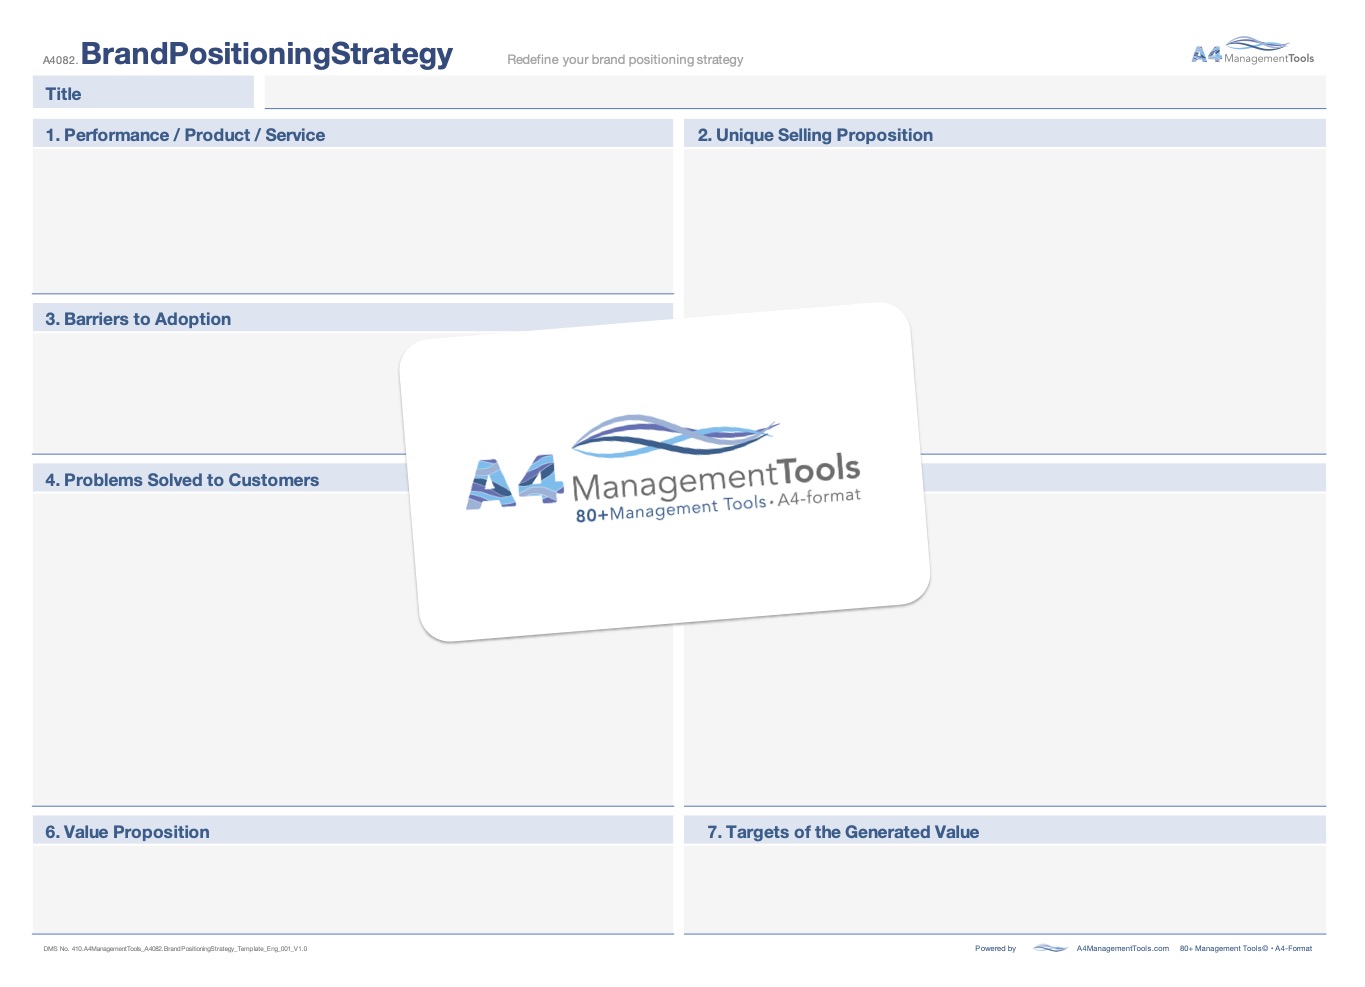 A4082. BrandPositioningStrategy
Redefine your brand positioning strategy
A4 ManagementTools
Title
1. Performance / Product / Service
2. Unique Selling Proposition
3. Barriers to Adoption
4. Problems Solved to Customers
A4 ManagementTools
80+Management Tools • A4-format
6. Value Proposition
7. Targets of the Generated Value
DMS No. 410.A4ManagementTools_A4082.BrandPositioningStrategy_Template_Eng_001_V1.0
Powered by A4ManagementTools.com 80+ Management Tools© • A4-Format